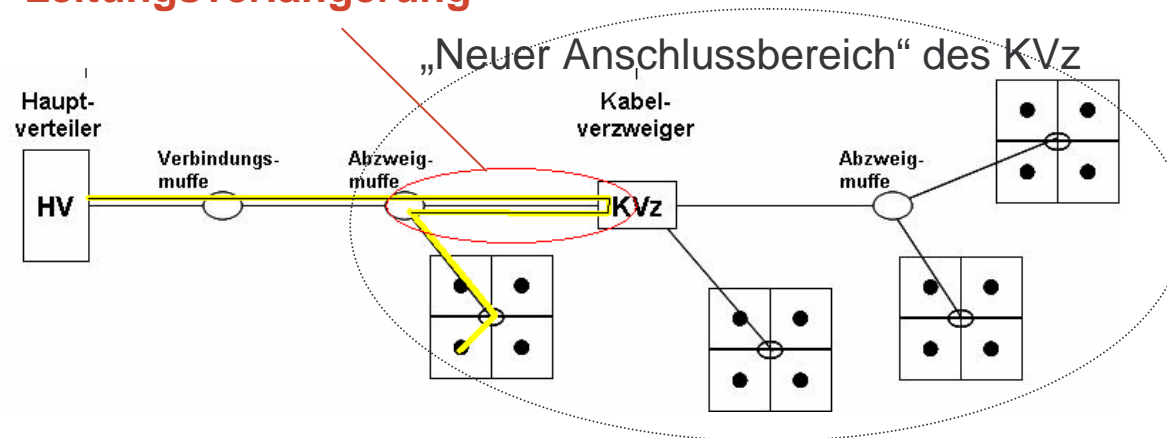 Leitungsverlängerung
„Neuer Anschlussbereich“ des KVz
Haupt-
verteiler
Kabel-
verzweiger
Verbindungs-
muffe
Abzweig-
muffe
Abzweig-
muffe
HV
KVz